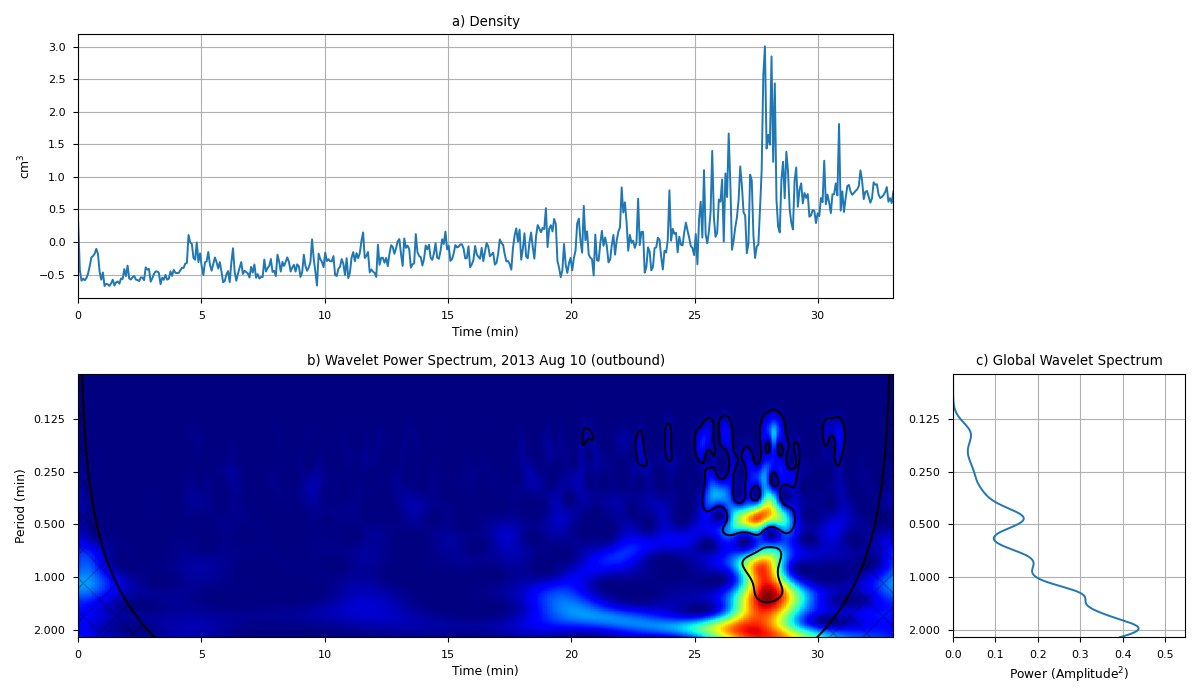 a) Density
3.0
2.5
2.0
1.5
1.0
0.5
0.0
−0.5
cm³
0 5 10 15 20 25 30
Time (min)
b) Wavelet Power Spectrum, 2013 Aug 10 (outbound)
0.125
0.250
0.500
1.000
2.000
Period (min)
0 5 10 15 20 25 30
Time (min)
c) Global Wavelet Spectrum
0.125
0.250
0.500
1.000
2.000
0.0 0.1 0.2 0.3 0.4 0.5
Power (Amplitude²)